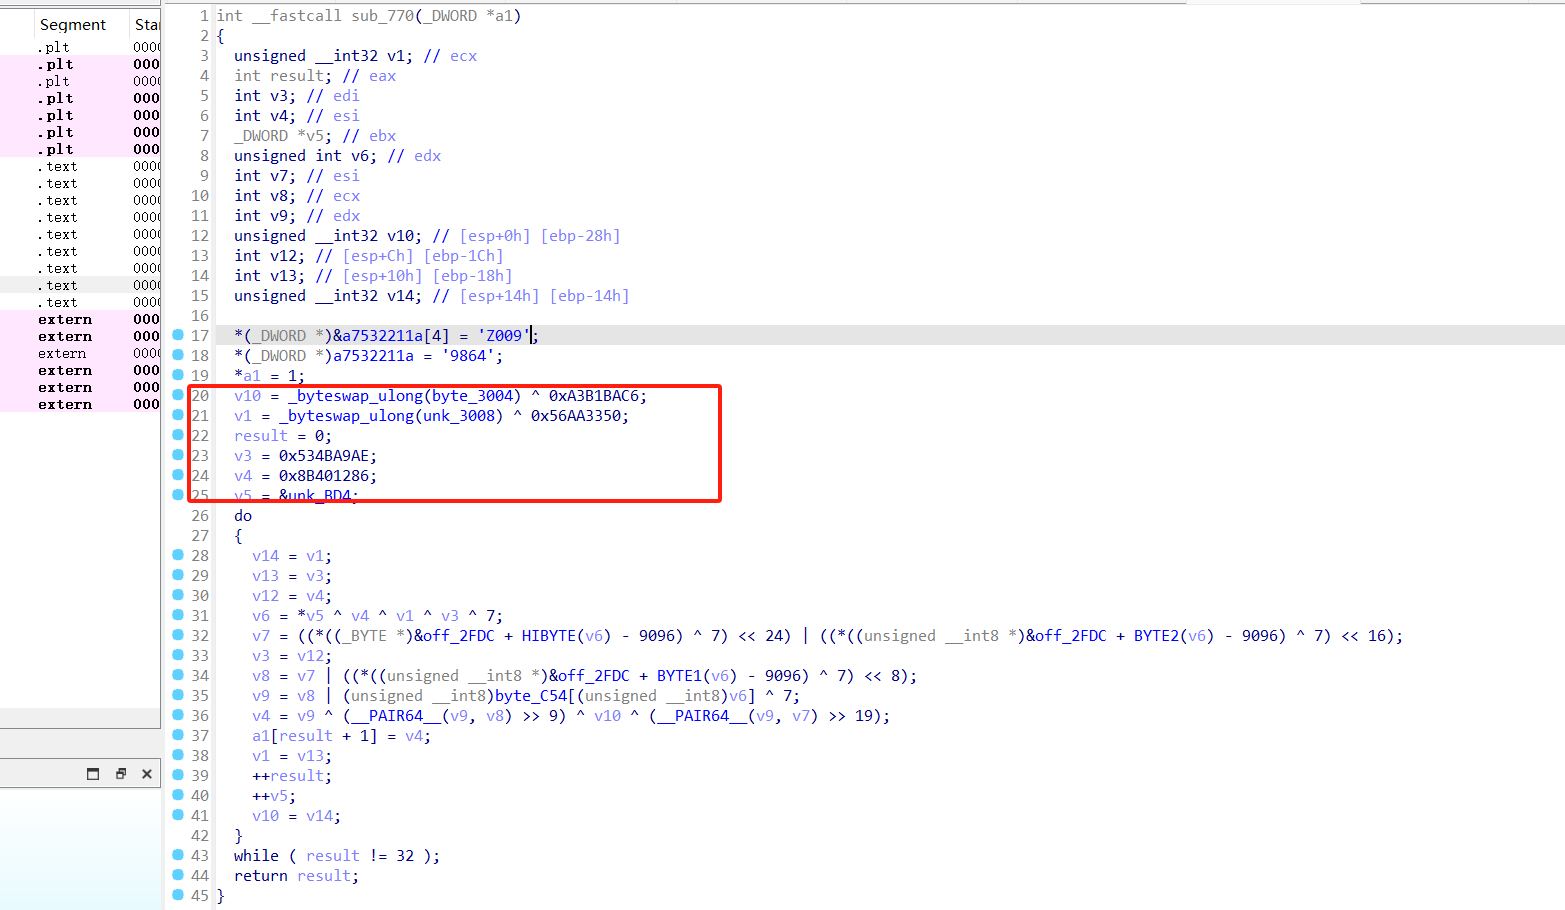 Segment Sta
.plt 000
.plt 000
.plt 000
.plt 000
.plt 000
.plt 000
.plt 000
.text 000
.text 000
.text 000
.text 000
.text 000
.text 000
.text 000
.text 000
.text 000
extern 000
extern 000
extern 000
extern 000
extern 000
extern 000
1 int __fastcall sub_770(_DWORD *a1)
2 {
3 unsigned __int32 v1; // ecx
4 int result; // eax
5 int v3; // edi
6 int v4; // esi
7 _DWORD *v5; // ebx
8 unsigned int v6; // edx
9 int v7; // esi
10 int v8; // ecx
11 int v9; // edx
12 unsigned __int32 v10; // [esp+0h] [ebp-28h]
13 int v12; // [esp+Ch] [ebp-1Ch]
14 int v13; // [esp+10h] [ebp-18h]
15 unsigned __int32 v14; // [esp+14h] [ebp-14h]
16
17 *(_DWORD *)&a7532211a[4] = 'Z009';
18 *(_DWORD *)a7532211a = '9864';
19 *a1 = 1;
20 v10 = _byteswap_ulong(byte_3004) ^ 0xA3B1BAC6;
21 v1 = _byteswap_ulong(unk_3008) ^ 0x56AA3350;
22 result = 0;
23 v3 = 0x534BA9AE;
24 v4 = 0x8B401286;
25 v5 = &unk_BD4;
26 do
27 {
28 v14 = v1;
29 v13 = v3;
30 v12 = v4;
31 v6 = *v5 ^ v4 ^ v1 ^ v3 ^ 7;
32 v7 = ((*((_BYTE *)&off_2FDC + HIBYTE(v6) - 9096) ^ 7) << 24) | ((*((unsigned __int8 *)&off_2FDC + BYTE2(v6) - 9096) ^ 7) << 16);
33 v3 = v12;
34 v8 = v7 | ((*((unsigned __int8 *)&off_2FDC + BYTE1(v6) - 9096) ^ 7) << 8);
35 v9 = v8 | (unsigned __int8)byte_C54[(unsigned __int8)v6] ^ 7;
36 v4 = v9 ^ (__PAIR64__(v9, v8) >> 9) ^ v10 ^ (__PAIR64__(v9, v7) >> 19);
37 a1[result + 1] = v4;
38 v1 = v13;
39 ++result;
40 ++v5;
41 v10 = v14;
42 }
43 while ( result != 32 );
44 return result;
45 }